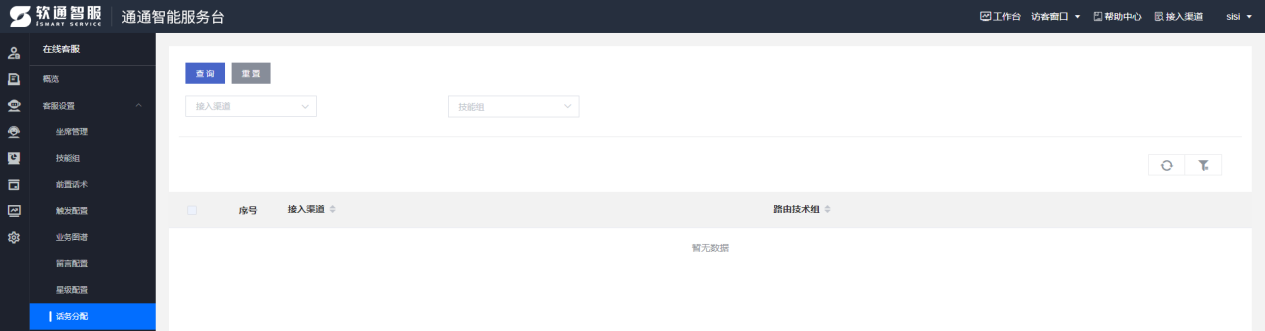 软通智服 通通智能服务台 工作台 访客窗口 帮助中心 接入渠道 sisi
ISMART SERVICE
在线客服
概览
客服设置
坐席管理
技能组
前置话术
触发配置
业务图谱
留言配置
星级配置
话务分配
查询 重置
接入渠道 技能组
序号 接入渠道 路由技术组
暂无数据